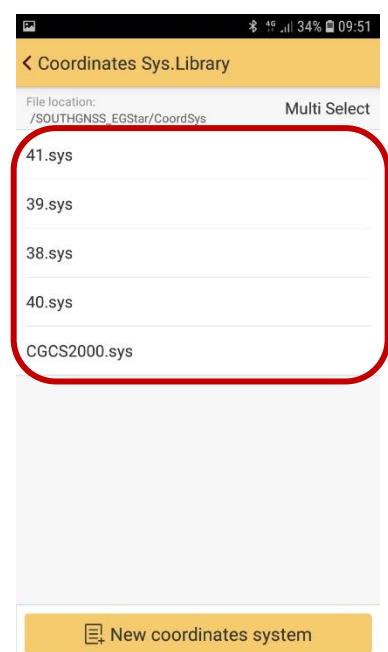 4G 34% 09:51
Coordinates Sys.Library
File location:
/SOUTHGNSS_EGStar/CoordSys
Multi Select
41.sys
39.sys
38.sys
40.sys
CGCS2000.sys
New coordinates system